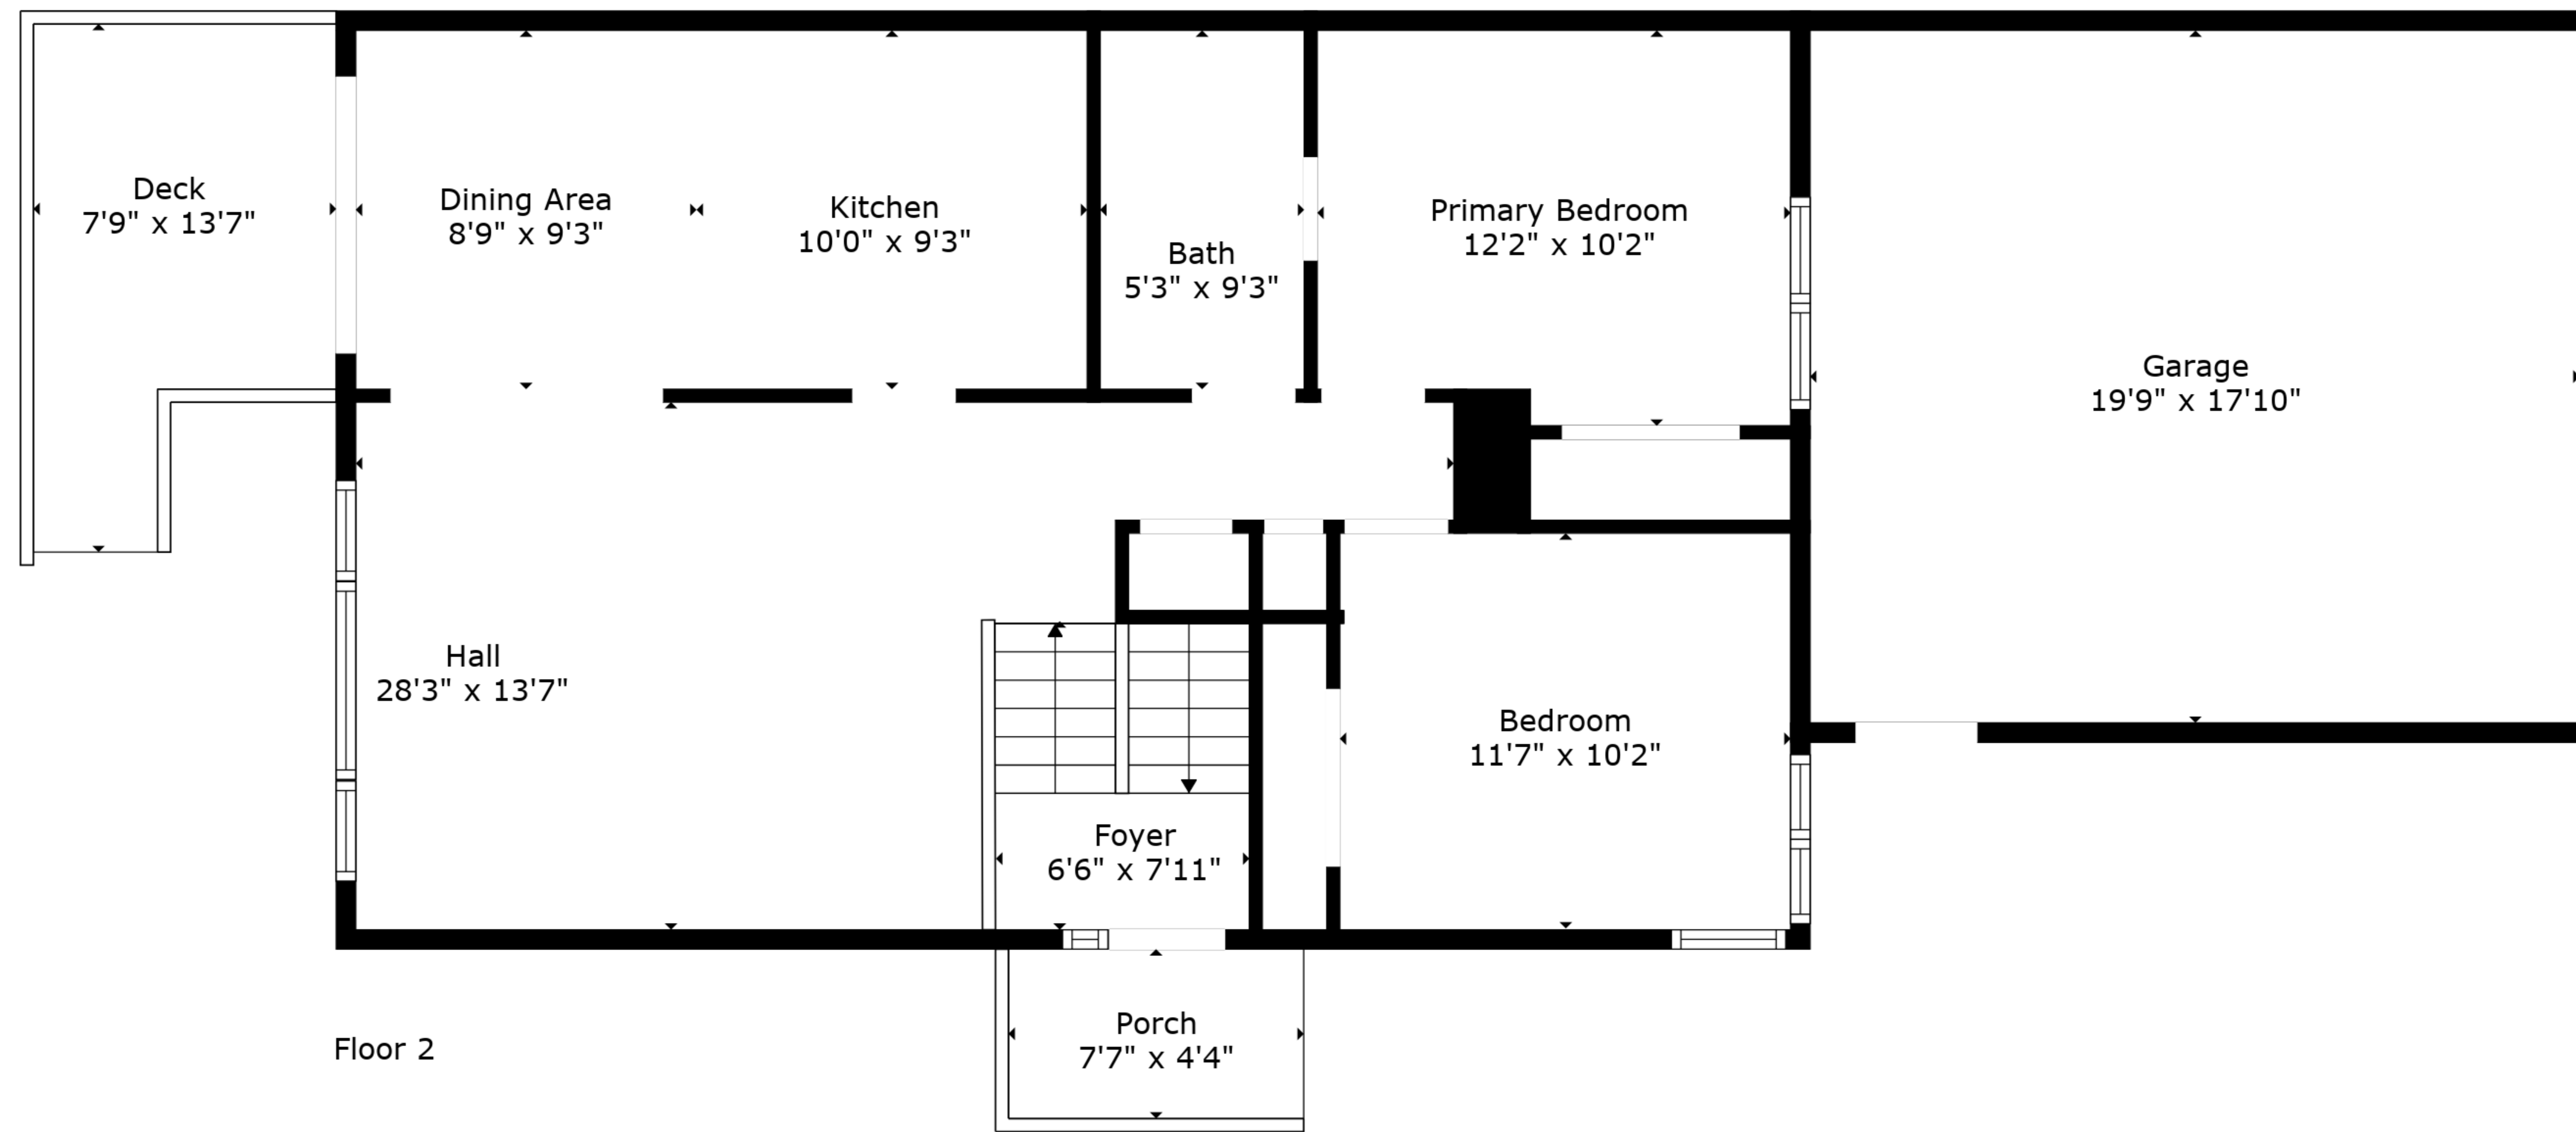 Deck
7'9" x 13'7"
Dining Area
8'9" x 9'3"
Kitchen
10'0" x 9'3"
Bath
5'3" x 9'3"
Primary Bedroom
12'2" x 10'2"
Garage
19'9" x 17'10"
Hall
28'3" x 13'7"
Bedroom
11'7" x 10'2"
Foyer
6'6" x 7'11"
Porch
7'7" x 4'4"
Floor 2